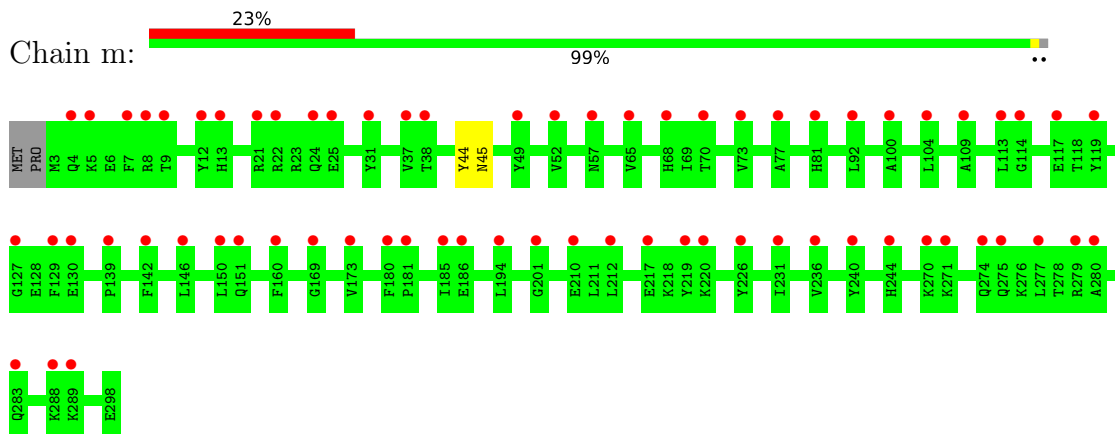 23%
Chain m:
99%
••
MET PRO M3 Q4 K5 E6 F7 R8 T9 Y12 H13 R21 R22 R23 Q24 E25 Y31 V37 T38 Y44 N45 Y49 V52 N57 V65 H68 I69 T70 V73 A77 H81 L92 A100 L104 A109 L113 G114 E117 T118 Y119
G127 E128 F129 E130 P139 F142 L146 L150 Q151 F160 G169 V173 F180 P181 I185 E186 L194 G201 E210 L211 L212 E217 K218 Y219 K220 Y226 I231 V236 Y240 H244 K270 K271 Q274 Q275 K276 L277 T278 R279 A280
Q283 K288 K289 E298